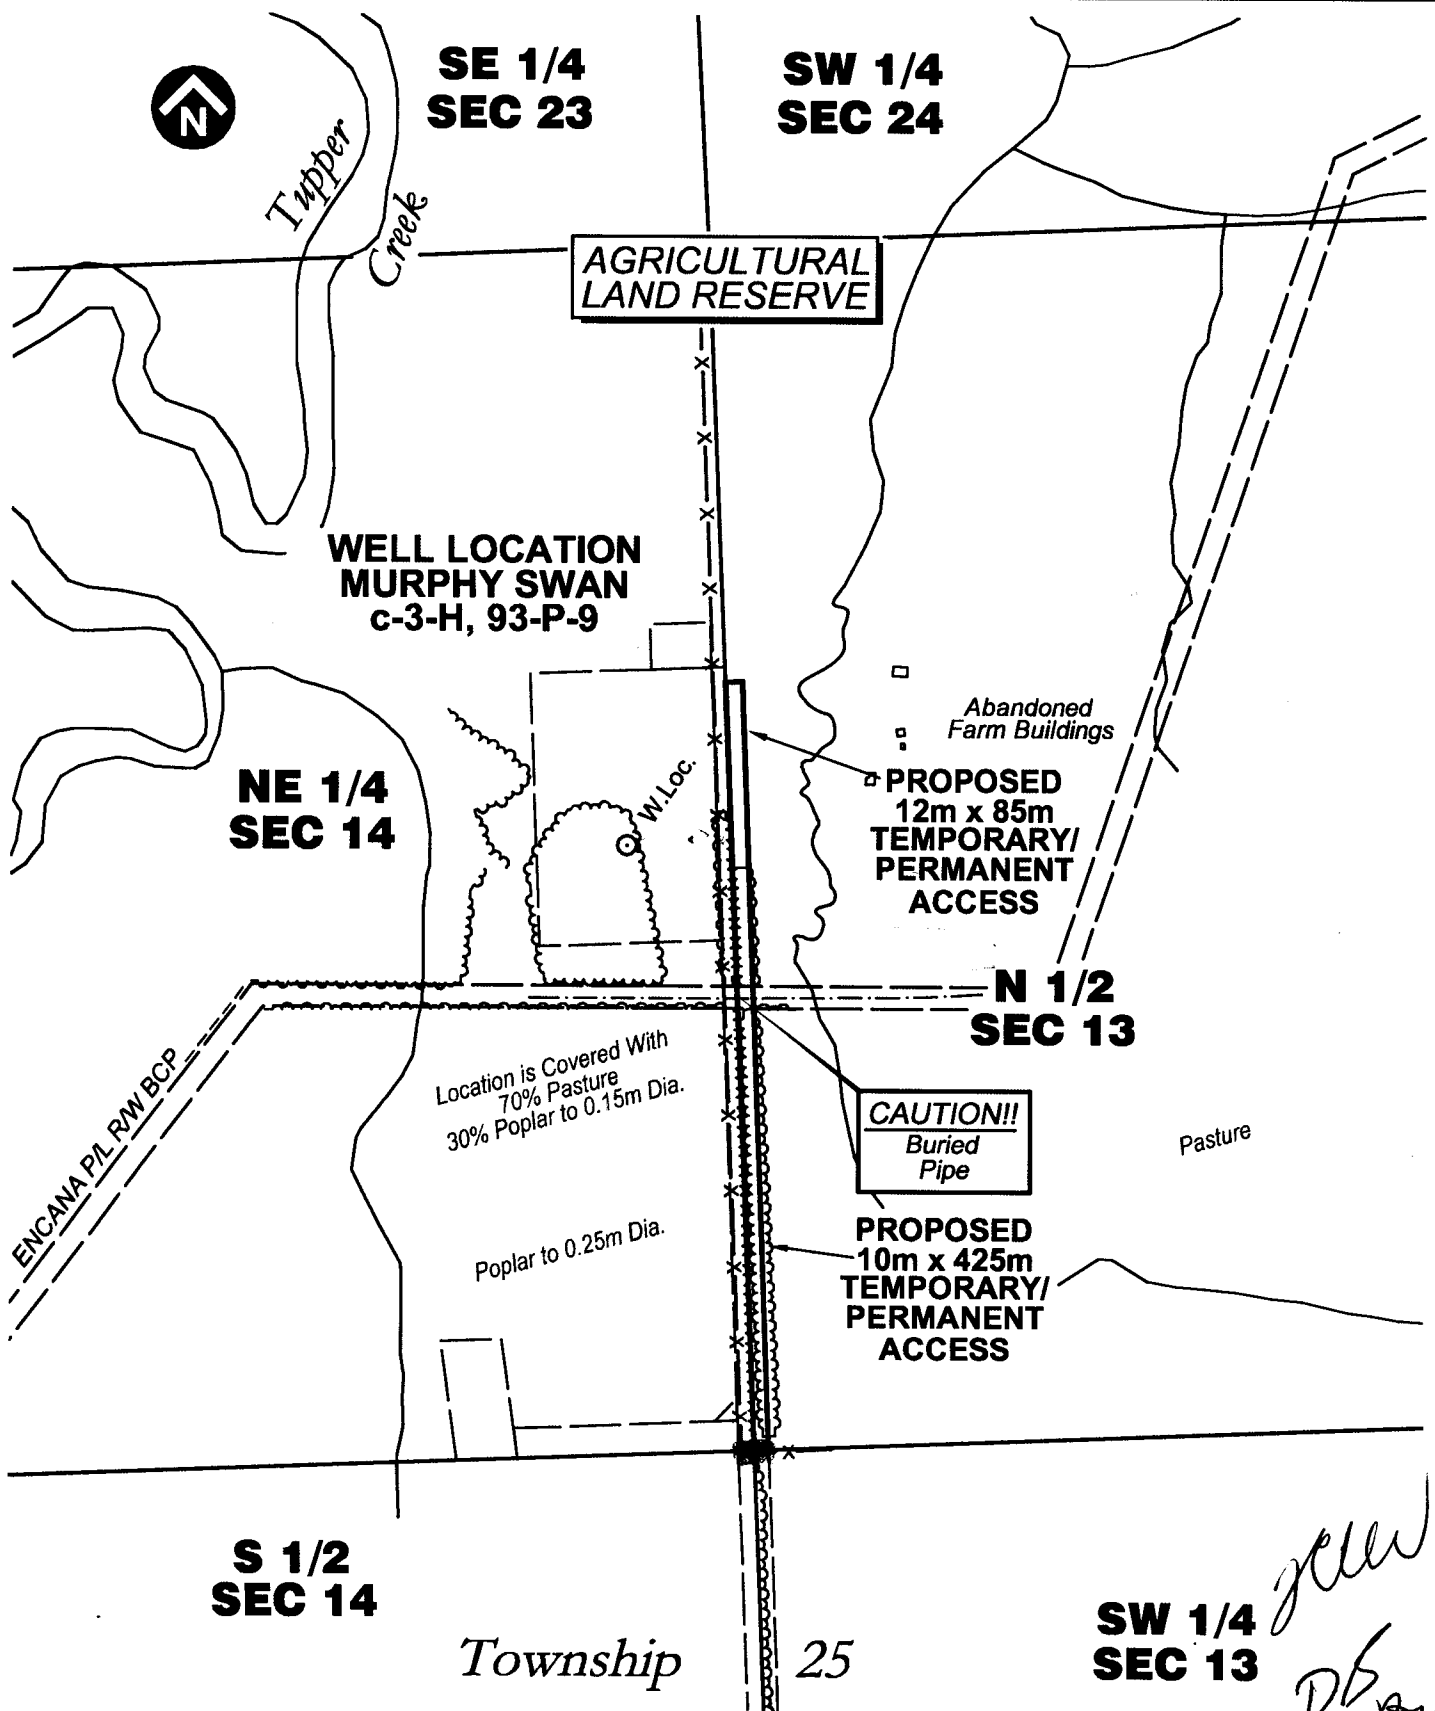 SE 1/4
SEC 23
SW 1/4
SEC 24
N
Tupper
Creek
AGRICULTURAL
LAND RESERVE
WELL LOCATION
MURPHY SWAN
c-3-H, 93-P-9
Abandoned
Farm Buildings
W.Loc.
NE 1/4
SEC 14
PROPOSED
12m x 85m
TEMPORARY/
PERMANENT
ACCESS
N 1/2
SEC 13
ENCANA P/L R/W BCP
Location is Covered With
70% Pasture
30% Poplar to 0.15m Dia.
CAUTION!!
Buried
Pipe
Pasture
Poplar to 0.25m Dia.
PROPOSED
10m x 425m
TEMPORARY/
PERMANENT
ACCESS
S 1/2
SEC 14
SW 1/4
SEC 13
Township 25